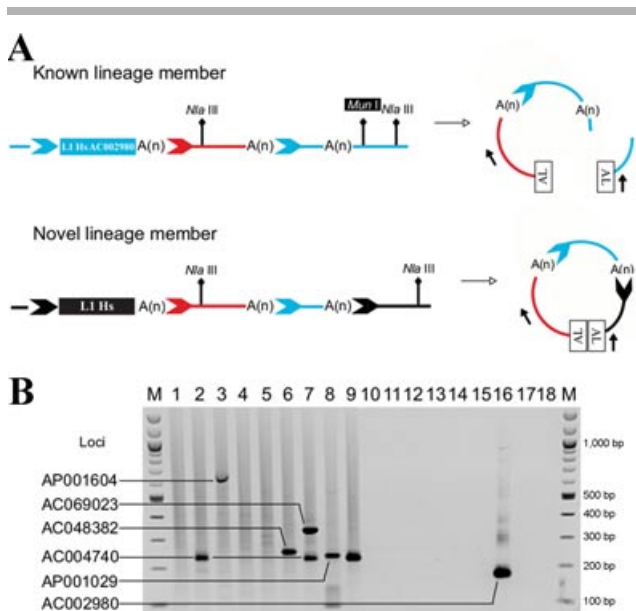 A
Known lineage member
Nla III
Mun I
Nla III
L1 Hs AC002980
A(n)
A(n)
A(n)
A(n)
A(n)
AL
AL
Novel lineage member
Nla III
Nla III
L1 Hs
A(n)
A(n)
A(n)
A(n)
A(n)
AL
AL
B
M 1 2 3 4 5 6 7 8 9 10 11 12 13 14 15 16 17 18 M
Loci
1,000 bp
AP001604
500 bp
AC069023
400 bp
AC048382
300 bp
AC004740
200 bp
AP001029
AC002980
100 bp